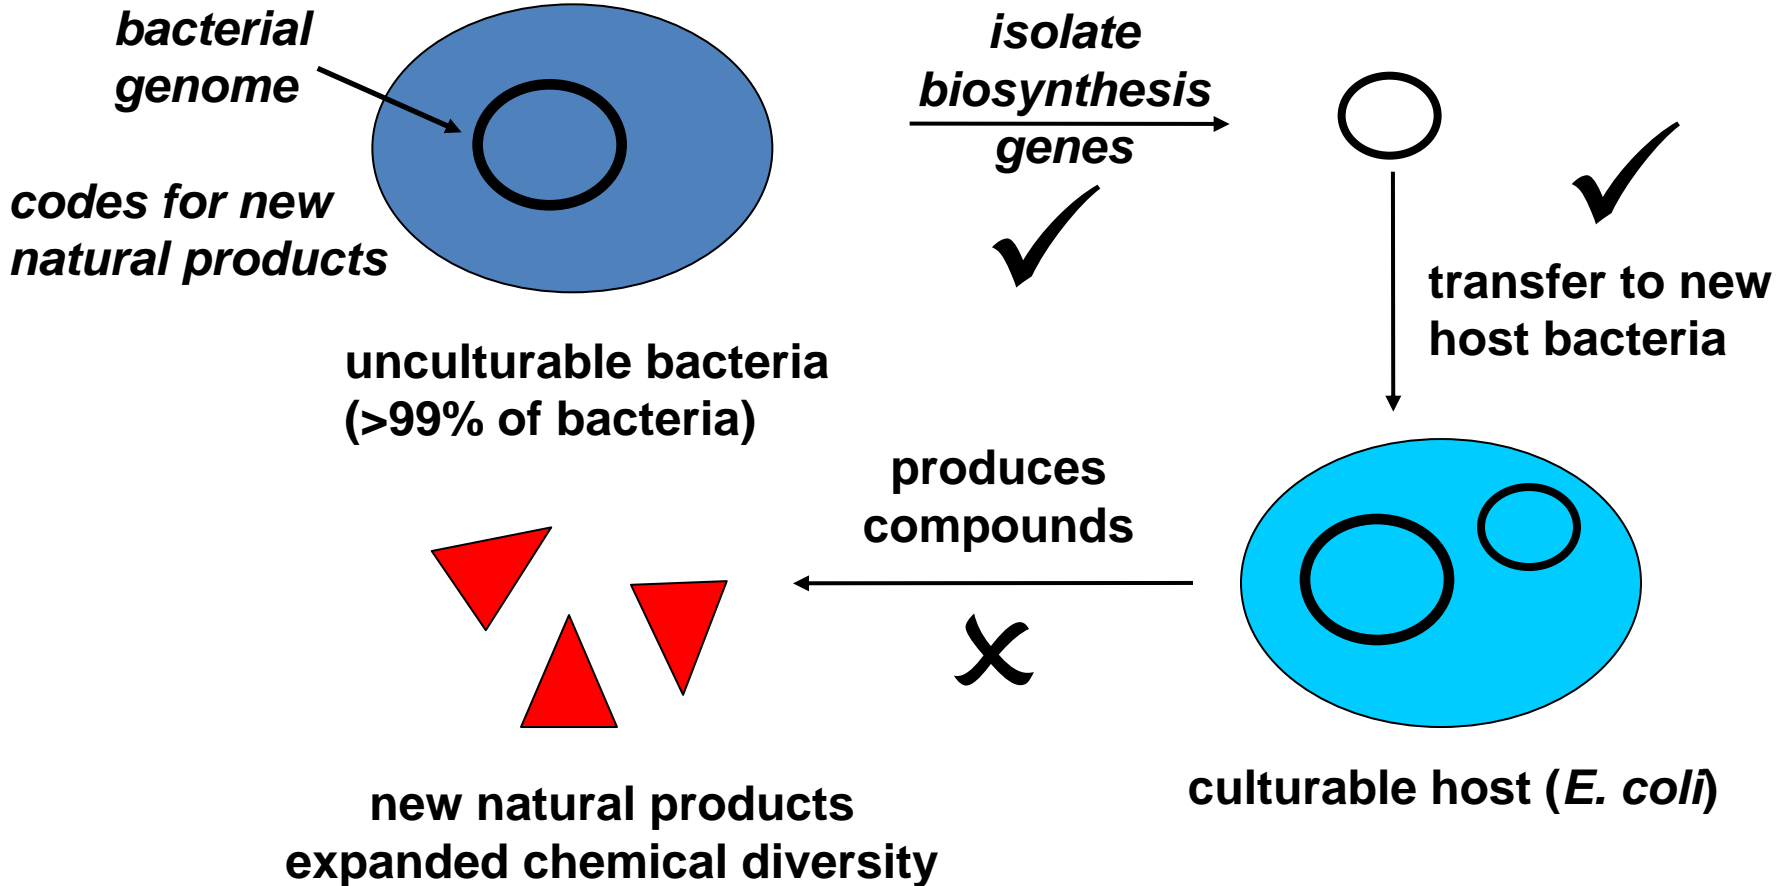 bacterial
genome
codes for new
natural products
unculturable bacteria
(>99% of bacteria)
isolate
biosynthesis
genes
transfer to new
host bacteria
culturable host (E. coli)
produces
compounds
new natural products
expanded chemical diversity